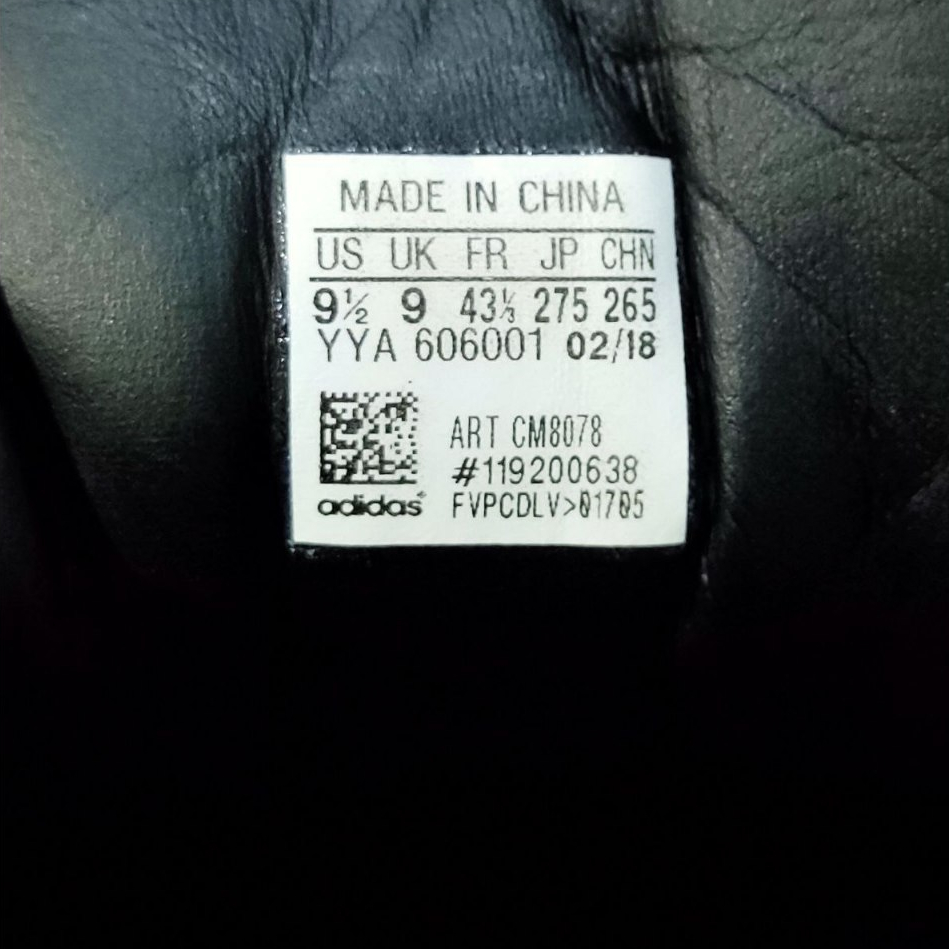 MADE IN CHINA
US UK FR JP CHN
9½ 9 43⅓ 275 265
YYA 606001 02/18
ART CM8078
#119200638
adidas® FVPCDLV>01705